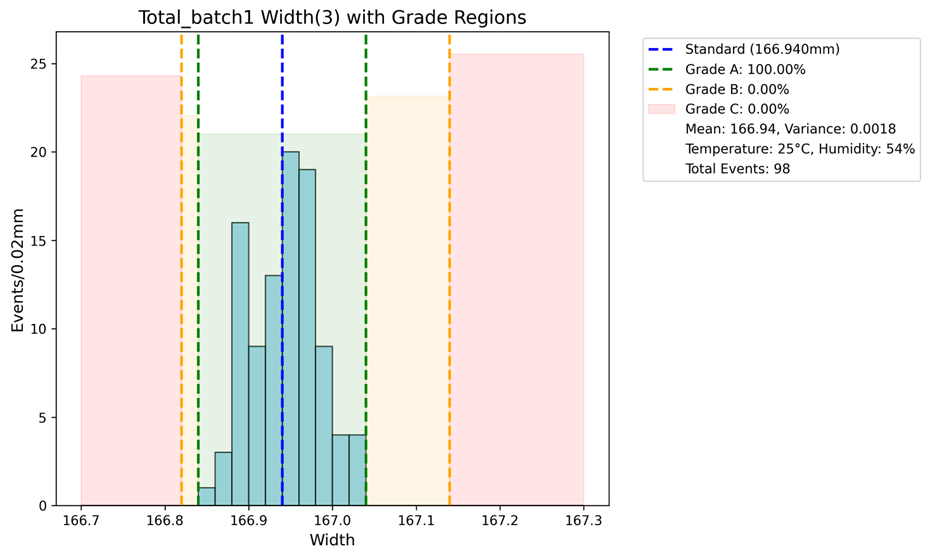 Total_batch1 Width(3) with Grade Regions
Events/0.02mm
25
20
15
10
5
0
166.7 166.8 166.9 167.0 167.1 167.2 167.3
Width
Standard (166.940mm)
Grade A: 100.00%
Grade B: 0.00%
Grade C: 0.00%
Mean: 166.94, Variance: 0.0018
Temperature: 25°C, Humidity: 54%
Total Events: 98